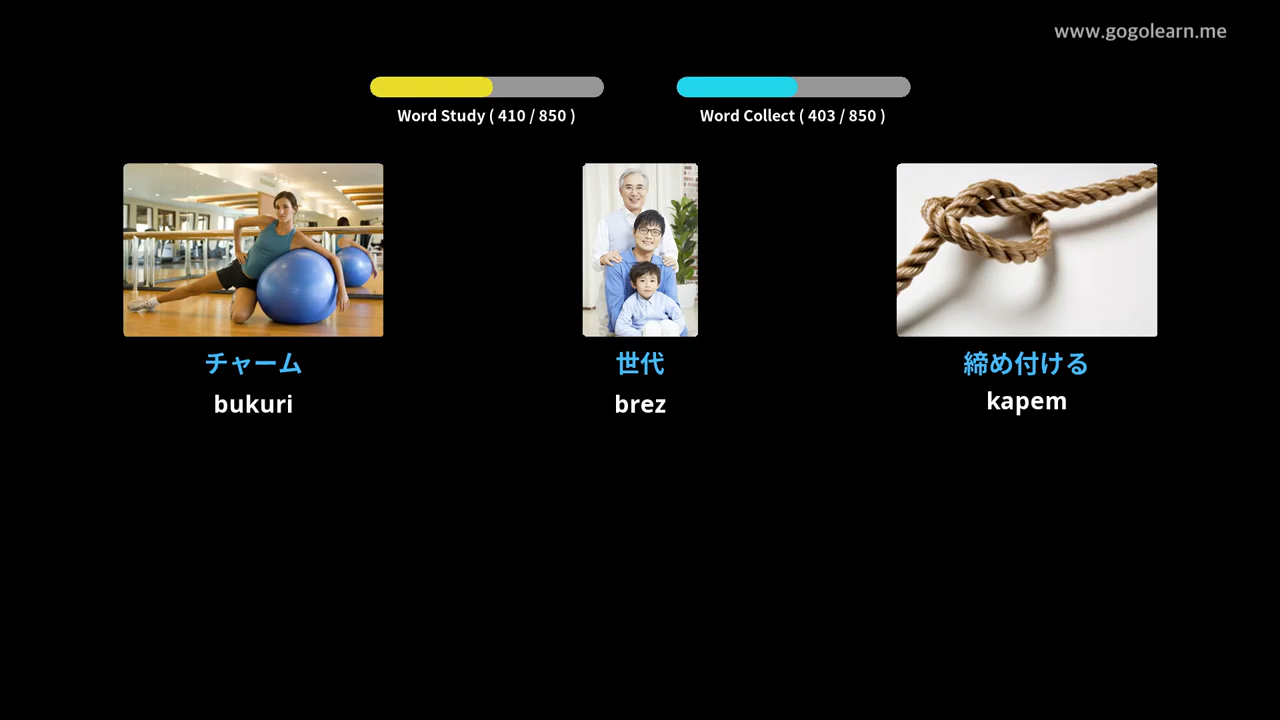 www.gogolearn.me
Word Study ( 410 / 850 )
Word Collect ( 403 / 850 )
チャーム
世代
締め付ける
bukuri
brez
kapem